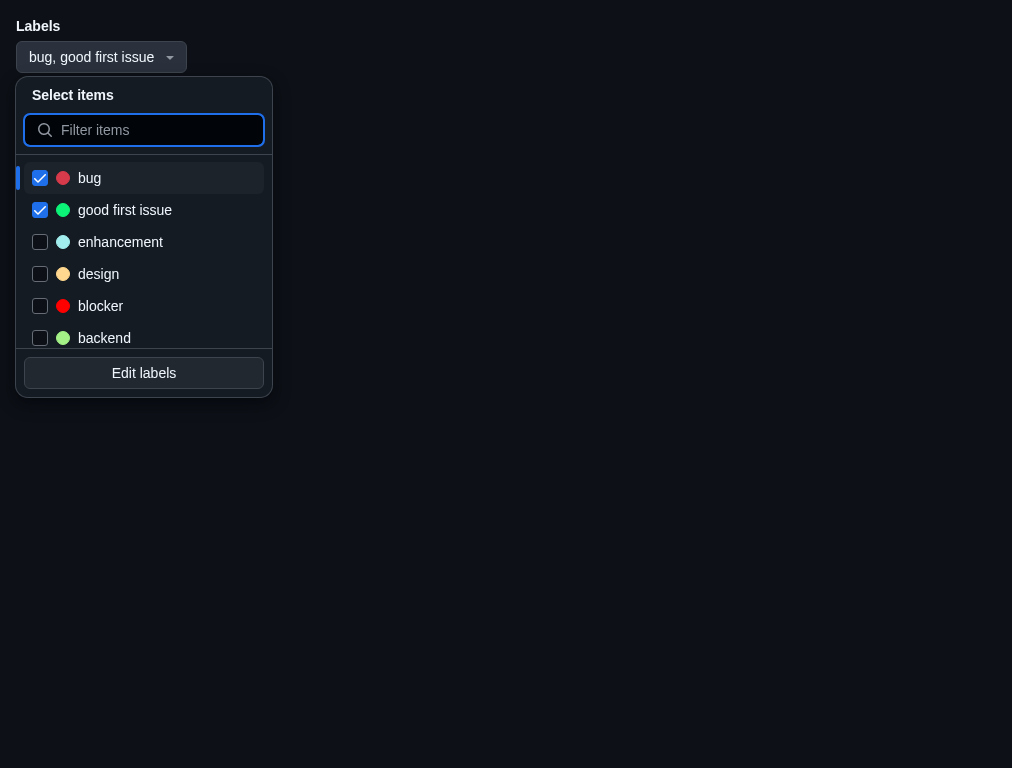 Labels
bug, good first issue
Select items
Filter items
bug
good first issue
enhancement
design
blocker
backend
Edit labels